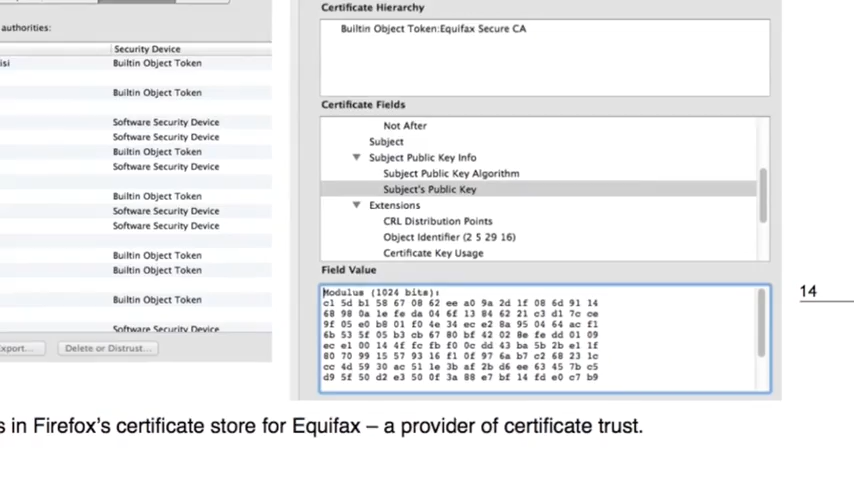 authorities:
Security Device
isi
Builtin Object Token
Builtin Object Token
Software Security Device
Software Security Device
Builtin Object Token
Software Security Device
Builtin Object Token
Software Security Device
Software Security Device
Builtin Object Token
Builtin Object Token
Builtin Object Token
Software Security Device
xport...
Delete or Distrust...
Certificate Hierarchy
Builtin Object Token:Equifax Secure CA
Certificate Fields
Not After
Subject
Subject Public Key Info
Subject Public Key Algorithm
Subject's Public Key
Extensions
CRL Distribution Points
Object Identifier (2 5 29 16)
Certificate Key Usage
Field Value
Modulus (1024 bits):
c1 5d b1 58 67 08 62 ee a0 9a 2d 1f 08 6d 91 14
68 98 0a 1e fe da 04 6f 13 84 62 21 c3 d1 7c ce
9f 05 e0 b8 01 f0 4e 34 ec e2 8a 95 04 64 ac f1
6b 53 5f 05 b3 cb 67 80 bf 42 02 8e fe dd 01 09
ec e1 00 14 4f fc fb f0 0c dd 43 ba 5b 2b e1 1f
80 70 99 15 57 93 16 f1 0f 97 6a b7 c2 68 23 1c
cc 4d 59 30 ac 51 1e 3b af 2b d6 ee 63 45 7b c5
d9 5f 50 d2 e3 50 0f 3a 88 e7 bf 14 fd e0 c7 b9
14
s in Firefox's certificate store for Equifax – a provider of certificate trust.